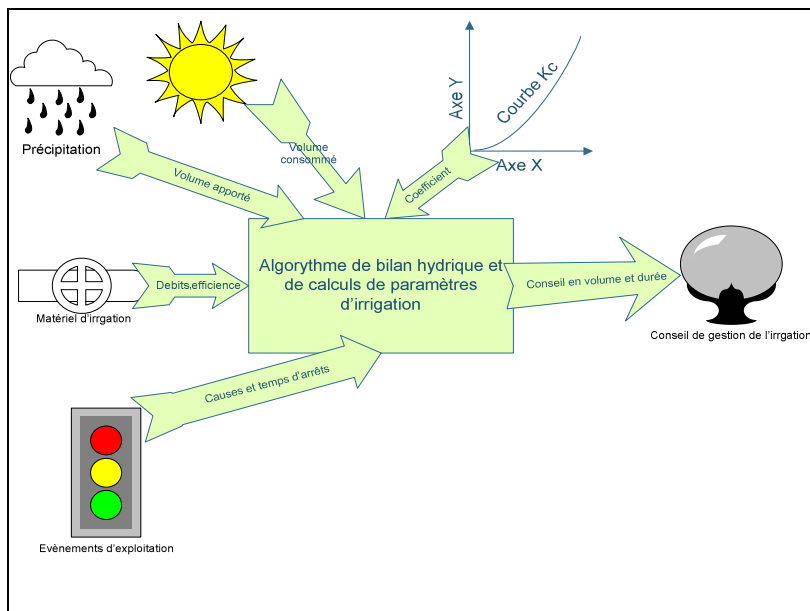 Axe Y
Courbe Kc
Axe X
Précipitation
Volume
consommé
Volume apporté
Coefficient
Algorythme de bilan hydrique et
de calculs de paramètres
d'irrigation
Debits,efficience
Matériel d'irrgation
Conseil en volume et durée
Conseil de gestion de l'irrgation
Causes et temps d'arrêts
Evènements d'exploitation